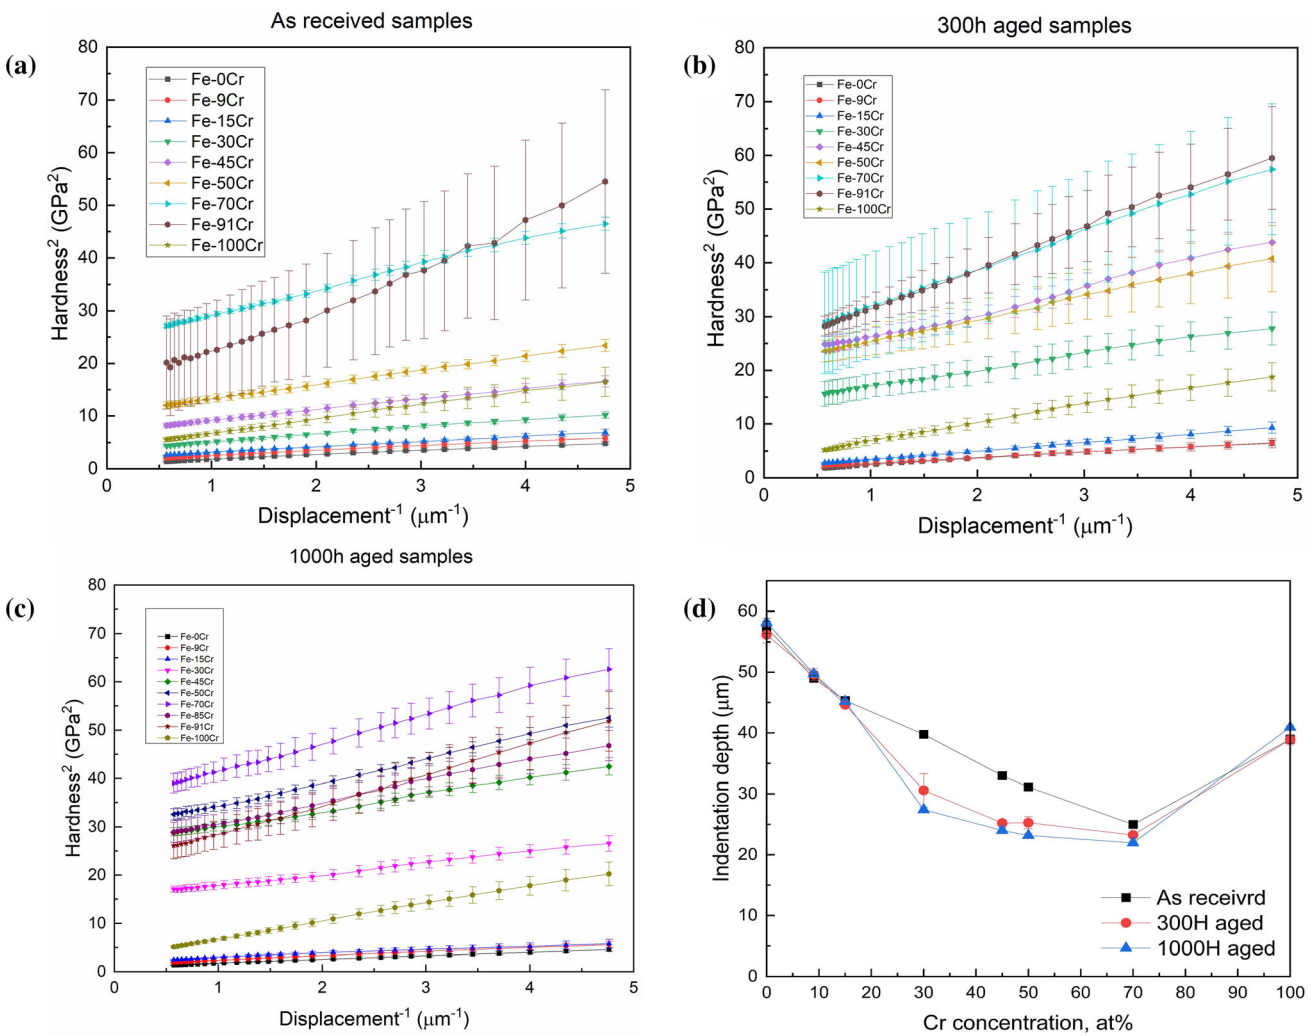 As received samples
(a)
Hardness² (GPa²)
80
70
60
50
40
30
20
10
0
Fe-0Cr
Fe-9Cr
Fe-15Cr
Fe-30Cr
Fe-45Cr
Fe-50Cr
Fe-70Cr
Fe-91Cr
Fe-100Cr
0 1 2 3 4 5
Displacement⁻¹ (μm⁻¹)
300h aged samples
(b)
Hardness² (GPa²)
80
70
60
50
40
30
20
10
0
Fe-0Cr
Fe-9Cr
Fe-15Cr
Fe-30Cr
Fe-45Cr
Fe-50Cr
Fe-70Cr
Fe-91Cr
Fe-100Cr
0 1 2 3 4 5
Displacement⁻¹ (μm⁻¹)
1000h aged samples
(c)
Hardness² (GPa²)
80
70
60
50
40
30
20
10
0
Fe-0Cr
Fe-9Cr
Fe-15Cr
Fe-30Cr
Fe-45Cr
Fe-50Cr
Fe-70Cr
Fe-85Cr
Fe-91Cr
Fe-100Cr
0 1 2 3 4 5
Displacement⁻¹ (μm⁻¹)
(d)
Indentation depth (μm)
60
50
40
30
20
10
0
As receivrd
300H aged
1000H aged
0 10 20 30 40 50 60 70 80 90 100
Cr concentration, at%